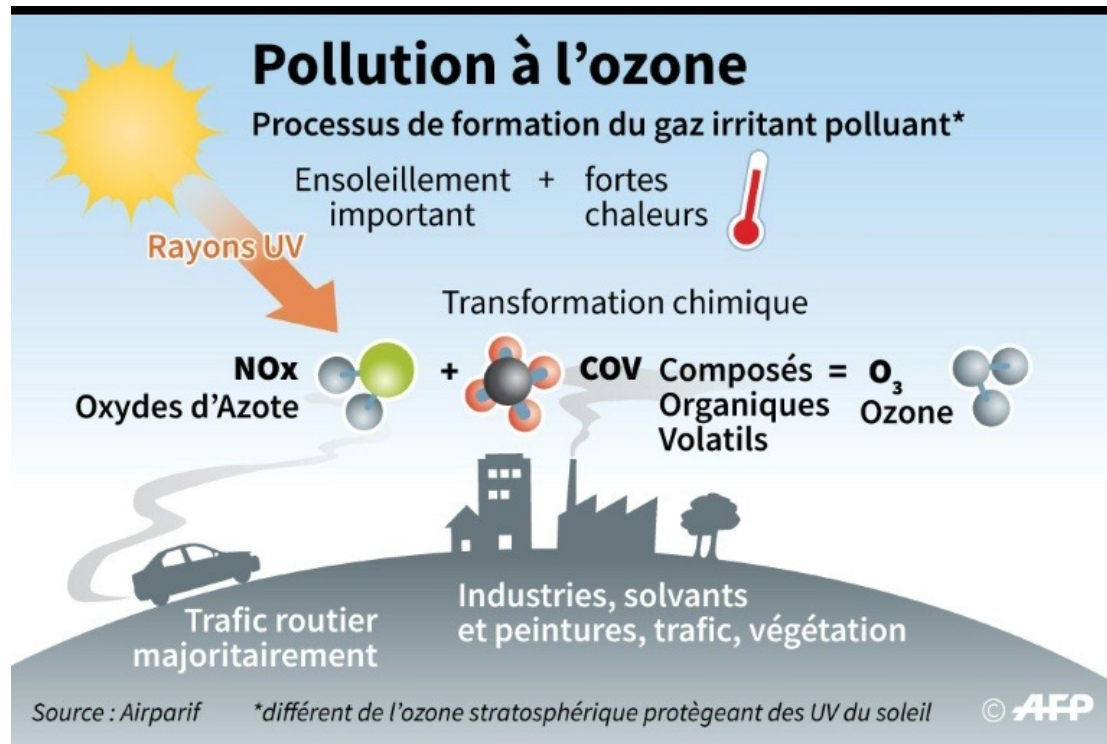 Pollution à l'ozone
Processus de formation du gaz irritant polluant*
Ensoleillement + fortes
important chaleurs
Rayons UV
Transformation chimique
NOx + COV Composés = O₃
Oxydes d'Azote Organiques Ozone
Volatils
Industries, solvants
et peintures, trafic, végétation
Trafic routier
majoritairement
Source : Airparif *différent de l'ozone stratosphérique protègeant des UV du soleil © AFP